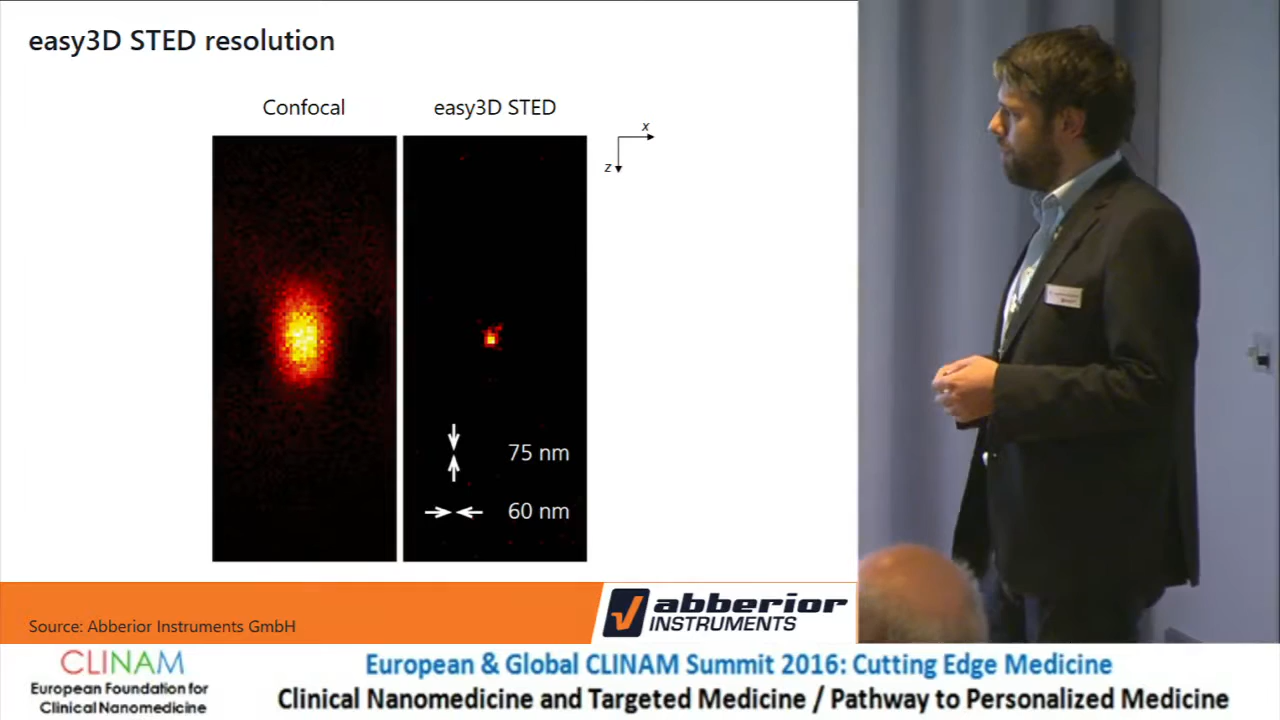 easy3D STED resolution
Confocal
easy3D STED
x
z
75 nm
60 nm
Source: Abberior Instruments GmbH
abberior
INSTRUMENTS
CLINAM
European Foundation for
Clinical Nanomedicine
European & Global CLINAM Summit 2016: Cutting Edge Medicine
Clinical Nanomedicine and Targeted Medicine / Pathway to Personalized Medicine